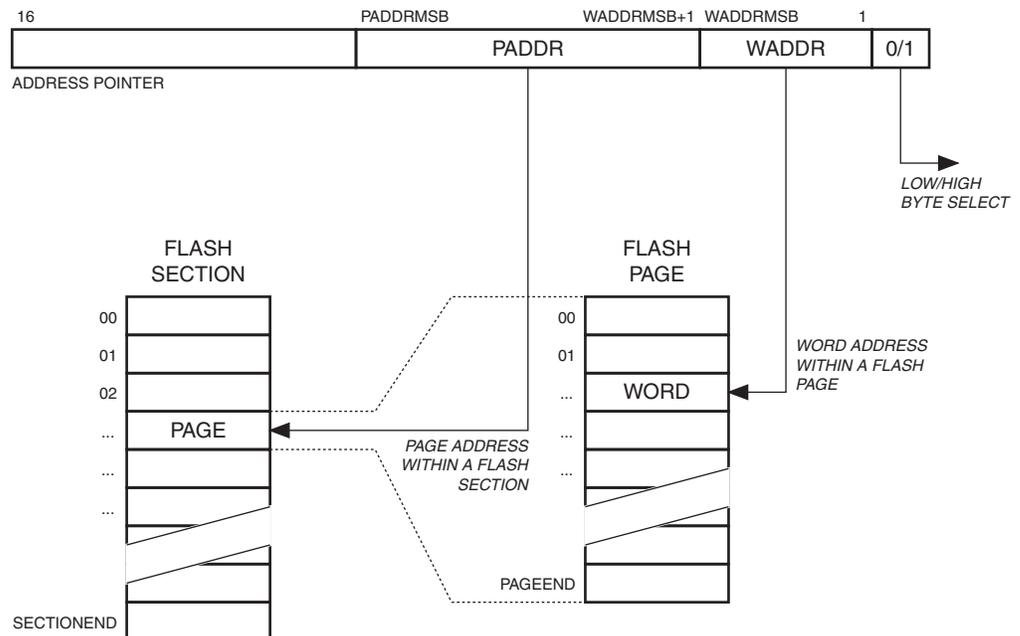 16 PADDRMSB WADDRMSB+1 WADDRMSB 1
PADDR WADDR 0/1
ADDRESS POINTER
LOW/HIGH
BYTE SELECT
FLASH
SECTION
FLASH
PAGE
00
01
02
...
PAGE
...
...
SECTIONEND
PAGE ADDRESS
WITHIN A FLASH
SECTION
00
01
...
WORD
...
...
PAGEEND
WORD ADDRESS
WITHIN A FLASH
PAGE